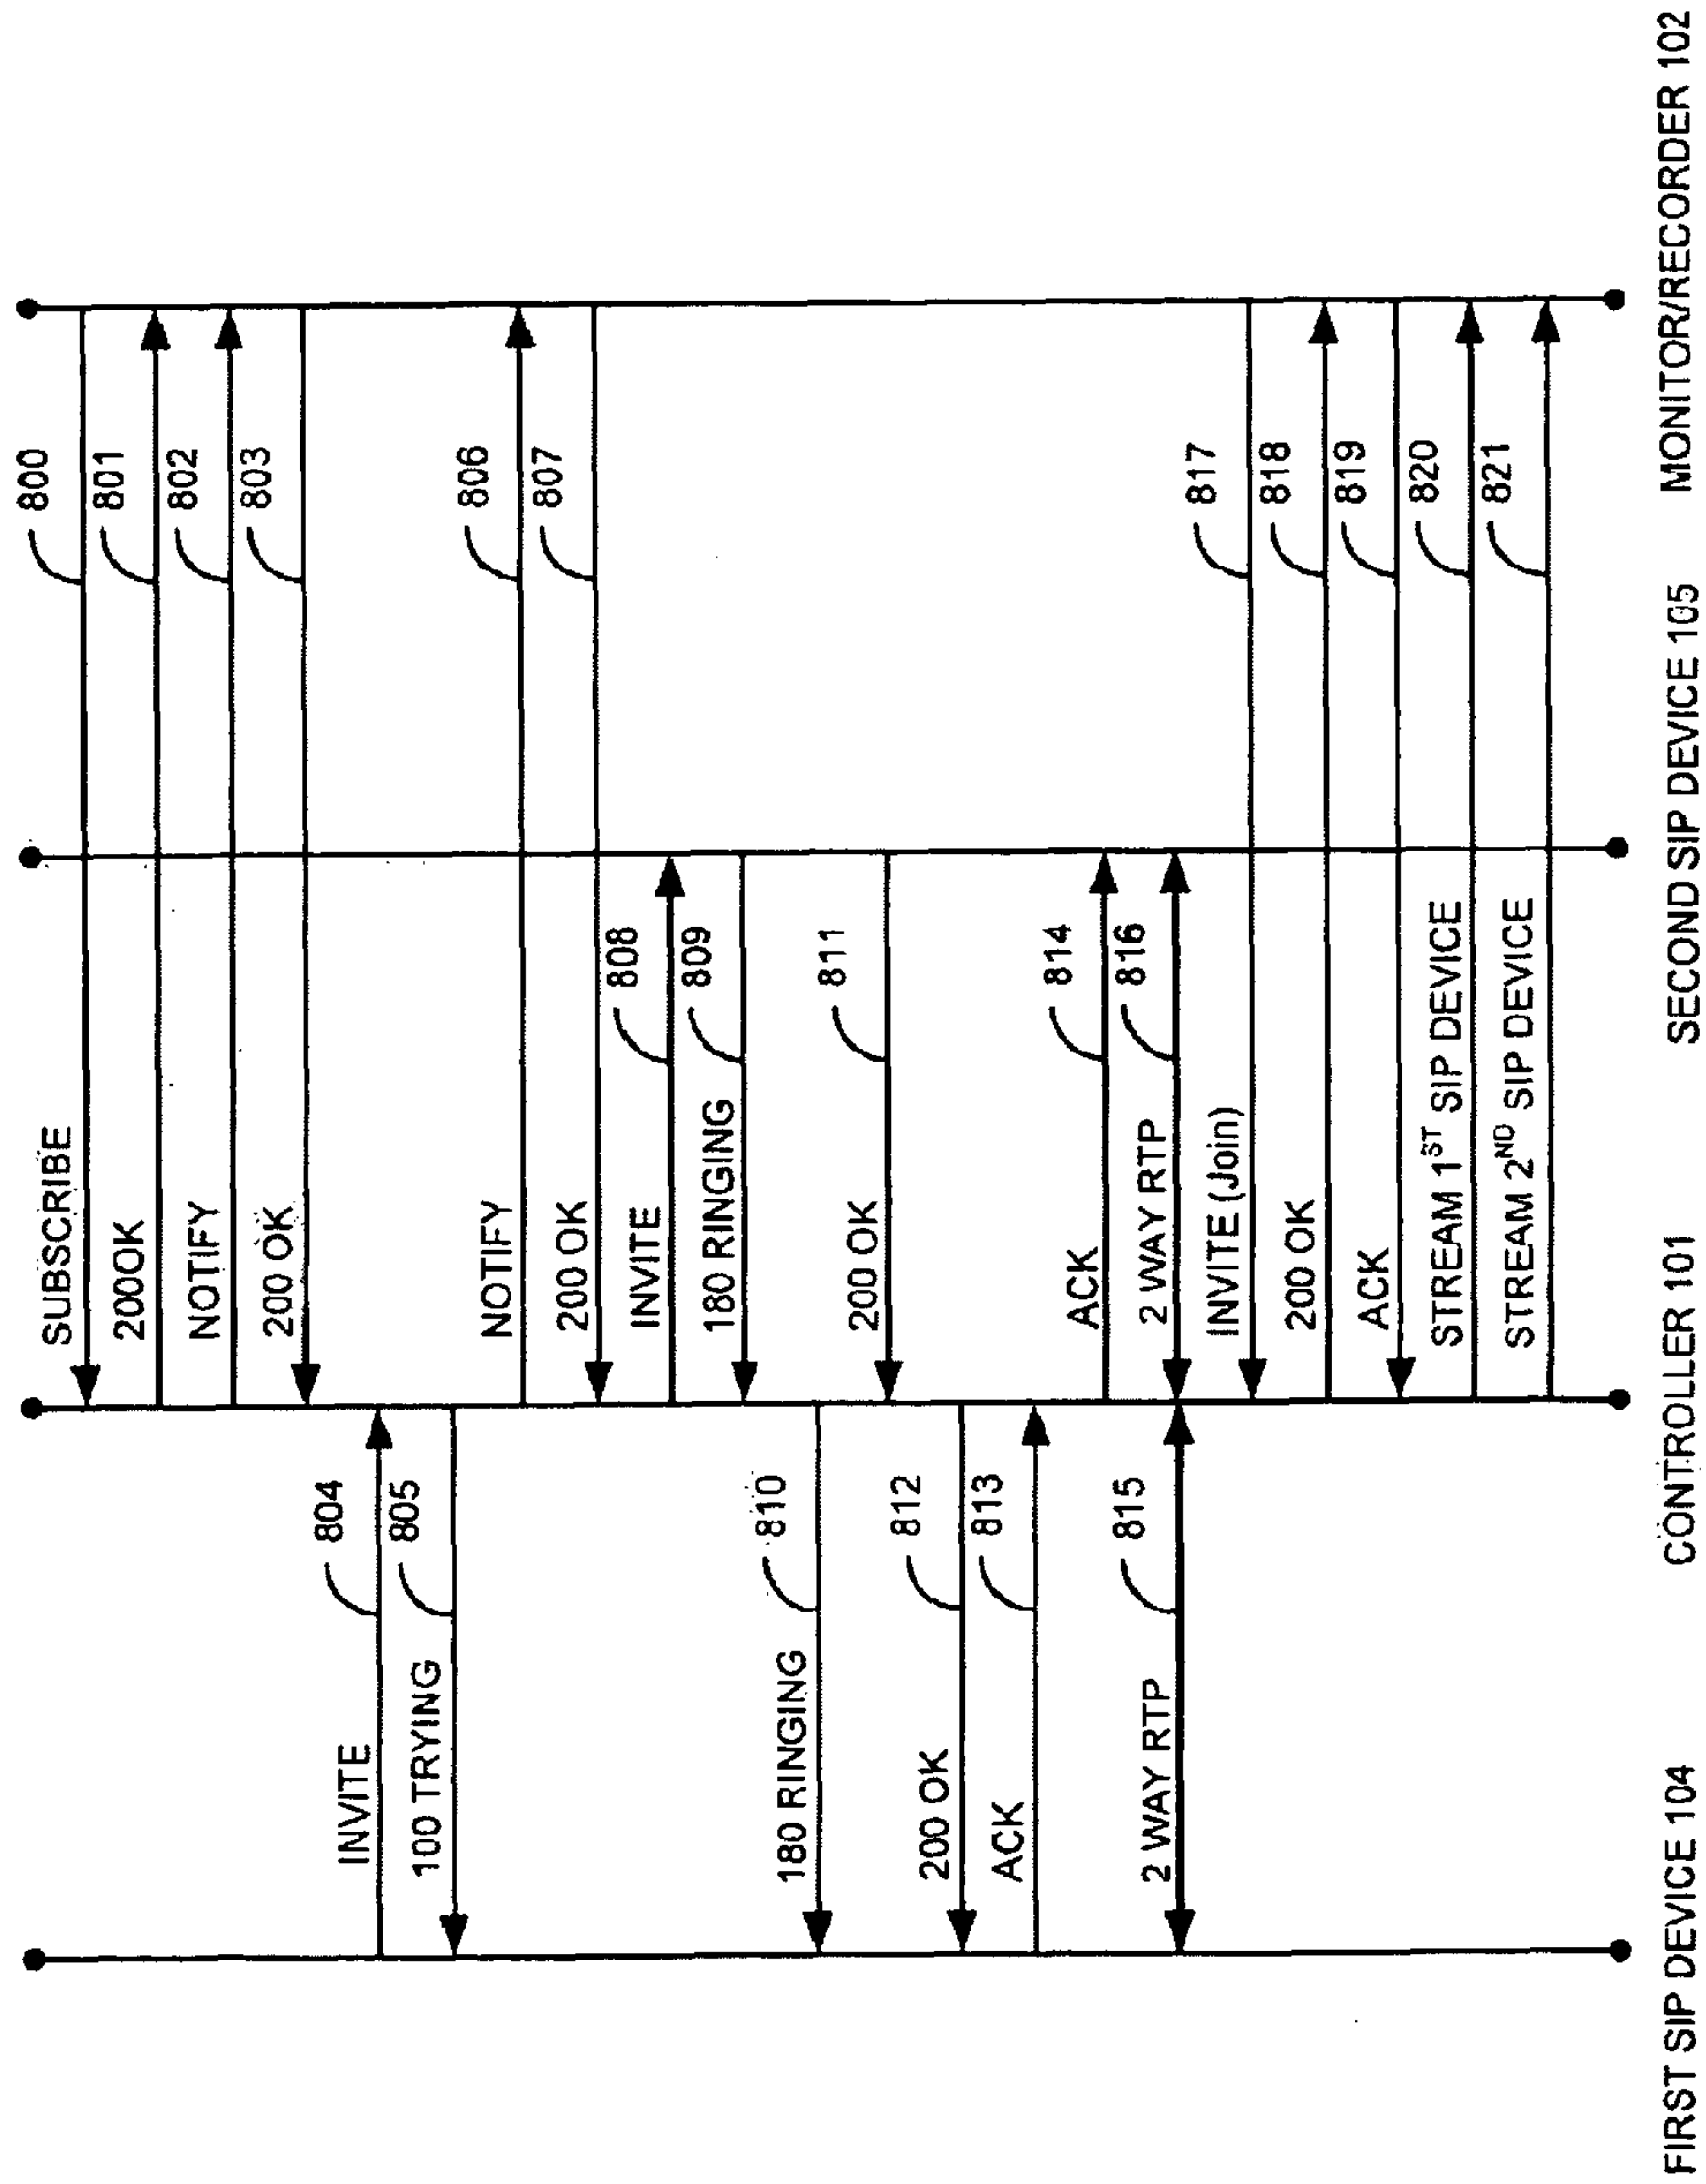 SUBSCRIBE
800
200OK
801
NOTIFY
802
200 OK
803
INVITE
804
100 TRYING
805
NOTIFY
806
200 OK
807
INVITE
808
180 RINGING
809
180 RINGING
810
200 OK
811
200 OK
812
ACK
813
ACK
814
2 WAY RTP
815
2 WAY RTP
816
INVITE (Join)
817
200 OK
818
ACK
819
STREAM 1ST SIP DEVICE
820
STREAM 2ND SIP DEVICE
821
FIRST SIP DEVICE 104
CONTROLLER 101
SECOND SIP DEVICE 105
MONITOR/RECORDER 102